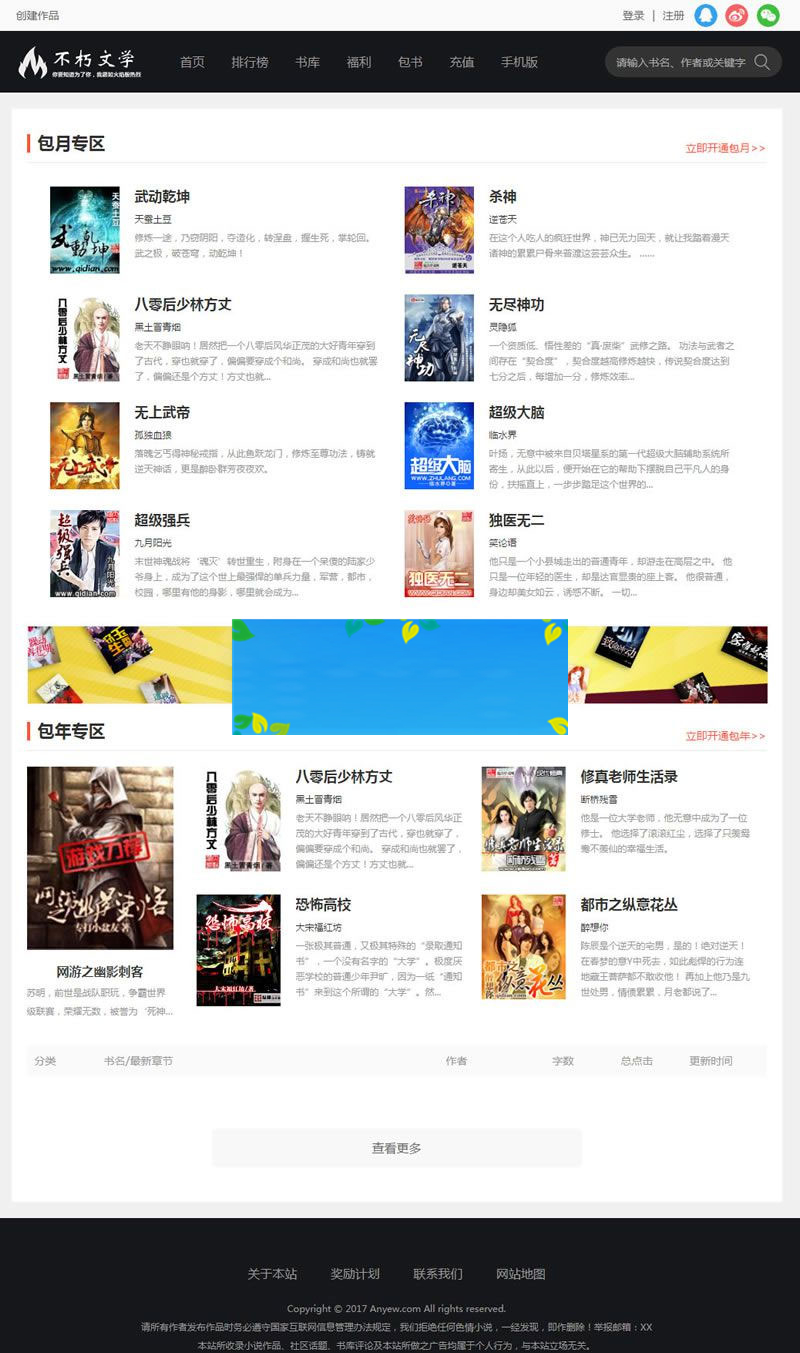 创建作品
登录 | 注册
不朽文学
你要知道为了你，我愿如火焰般热烈
首页 排行榜 书库 福利 包书 充值 手机版
请输入书名、作者或关键字
包月专区
立即开通包月>>
武动乾坤
天蚕土豆
修炼一途，乃窃阴阳，夺造化，转涅盘，握生死，掌轮回。
武之极，破苍穹，动乾坤！
杀神
逆苍天
在这个人吃人的疯狂世界，神已无力回天，就让我踏着漫天
诸神的累累尸骨来普渡这芸芸众生。 ……
八零后少林方丈
黑土冒青烟
老天不睁眼呐！居然把一个八零后风华正茂的大好青年穿到
了古代，穿也就穿了，偏偏要穿成个和尚。 穿成和尚也就罢
了，偏偏还是个方丈！方丈也就...
无尽神功
灵隐狐
一个资质低、悟性差的“真·废柴”武修之路。 功法与武者之
间存在“契合度”，契合度越高修炼越快，传说契合度达到
七分之后，每增加一分，修炼效率...
无上武帝
孤独血狼
落魄乞丐得神秘戒指，从此鱼跃龙门，修炼至尊功法，铸就
逆天神话，更是醉卧群芳夜夜欢。
超级大脑
临水界
叶扬，无意中被来自贝塔星系的第一代超级大脑辅助系统所
寄生，从此以后，便开始在它的帮助下摆脱自己平凡人的身
份，扶摇直上，一步步踏足这个世界的...
超级强兵
九月阳光
末世神魂战将‘魂灭’转世重生，附身在一个呆傻的陆家少
爷身上，成为了这个世上最强悍的单兵力量，军营，都市，
校园，哪里有他的身影，哪里就会成为...
独医无二
笑论语
他只是一个小县城走出的普通青年，却游走在高层之中。 他
只是一位年轻的医生，却是达官显贵的座上客。 他很普通，
身边却美女如云，诱惑不断。 一切...
包年专区
立即开通包年>>
网游之幽影刺客
苏明，前世是战队职玩，争霸世界
级联赛，荣耀无数，被誉为‘死神...
八零后少林方丈
黑土冒青烟
老天不睁眼呐！居然把一个八零后风华正
茂的大好青年穿到了古代，穿也就穿了，
偏偏要穿成个和尚。 穿成和尚也就罢了，
偏偏还是个方丈！方丈也就...
修真老师生活录
断桥残雪
他是一位大学老师，他无意中成为了一位
修士。 他选择了滚滚红尘，选择了只羡鸳
鸯不羡仙的幸福生活。
恐怖高校
大宋福红坊
一张极其普通，又极其特殊的“录取通知
书”，一个没有名字的“大学”。极度厌
恶学校的普通少年尹旷，因为一纸“通知
书”来到这个所谓的“大学”。然...
都市之纵意花丛
醉想你
陈辰是个逆天的宅男，是的！绝对逆天！
在春梦的意Y中死去，如此彪悍的行为连
地藏王菩萨都不敢收他！ 再加上他乃是九
世处男，情债累累，月老都说了...
分类 书名/最新章节 作者 字数 总点击 更新时间
查看更多
关于本站 奖励计划 联系我们 网站地图
Copyright © 2017 Anyew.com All rights reserved.
请所有作者发布作品时务必遵守国家互联网信息管理办法规定，我们拒绝任何色情小说，一经发现，即作删除！举报邮箱：XX
本站所收录小说作品、社区话题、书库评论及本站所做之广告均属于个人行为，与本站立场无关。